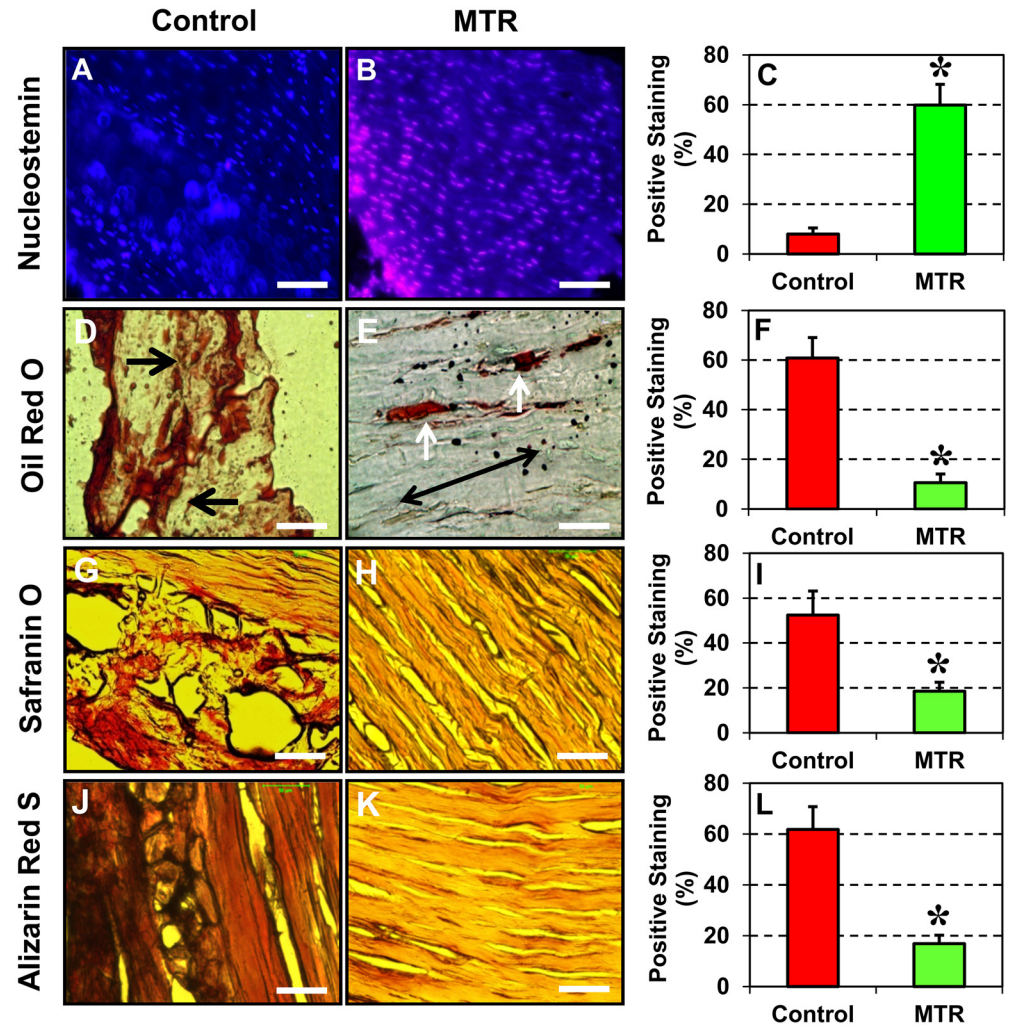 Control MTR
Nucleostemin
A
B
C
Positive Staining
(%)
80
60
40
20
0
Control MTR
*
Oil Red O
D
E
F
Positive Staining
(%)
80
60
40
20
0
Control MTR
*
Safranin O
G
H
I
Positive Staining
(%)
80
60
40
20
0
Control MTR
*
Alizarin Red S
J
K
L
Positive Staining
(%)
80
60
40
20
0
Control MTR
*